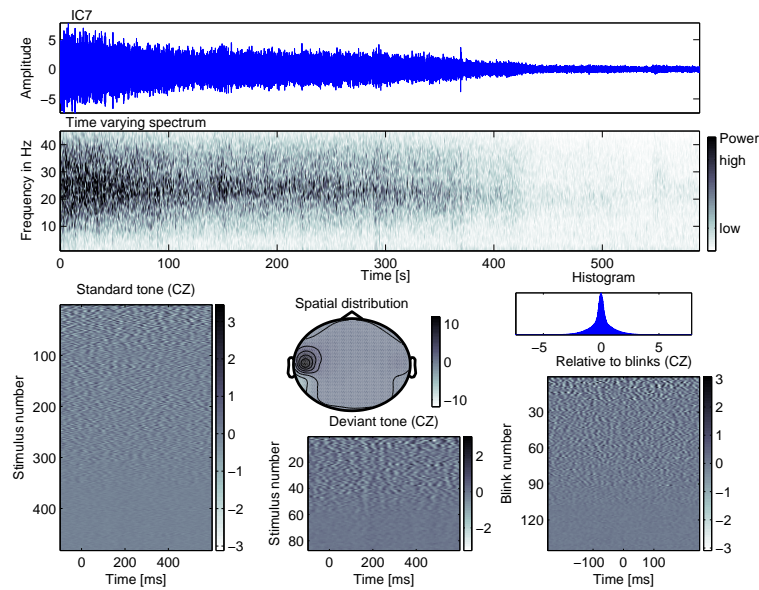 IC7
Amplitude
5
0
−5
Time varying spectrum
Frequency in Hz
40
30
20
10
0 100 200 300 400 500
Time [s]
Power
high
low
Standard tone (CZ)
Stimulus number
100
200
300
400
0 200 400
Time [ms]
3
2
1
0
−1
−2
−3
Spatial distribution
10
0
−10
Deviant tone (CZ)
Stimulus number
20
40
60
80
0 200 400
Time [ms]
2
0
−2
Histogram
−5 0 5
Relative to blinks (CZ)
Blink number
30
60
90
120
−100 0 100
Time [ms]
3
2
1
0
−1
−2
−3